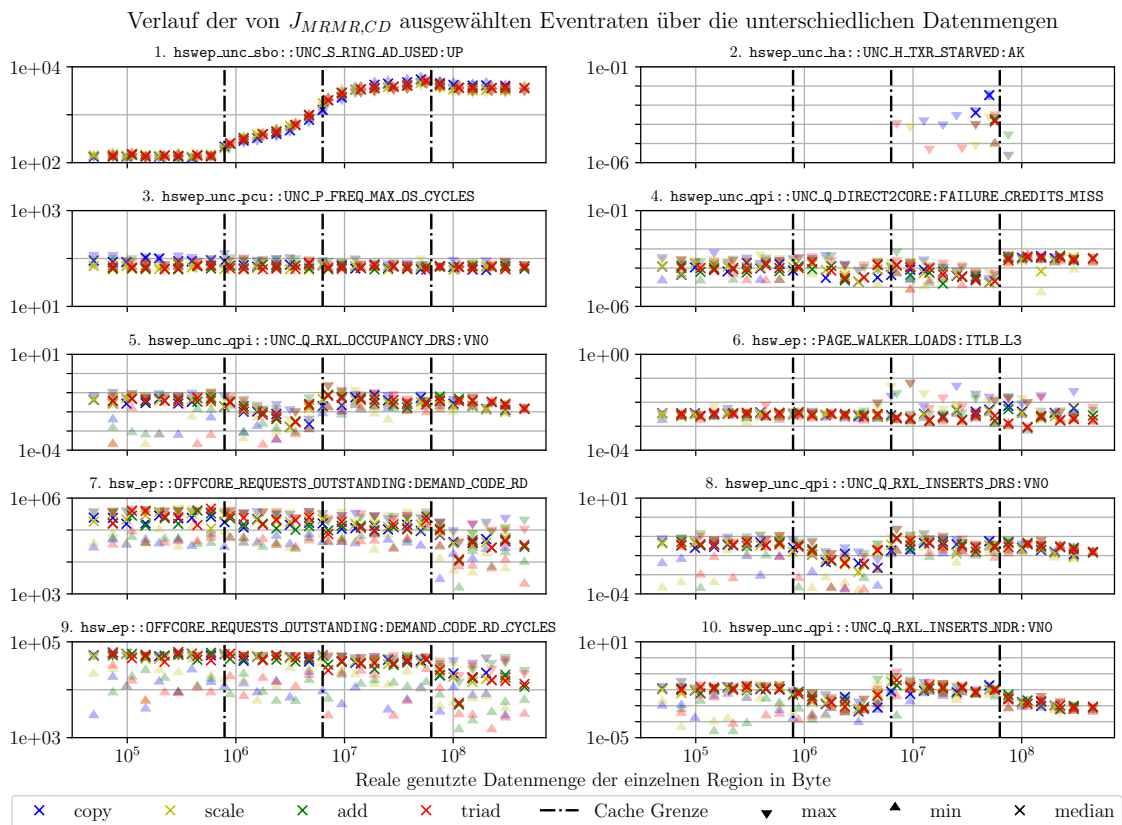 Verlauf der von J_MRMR,CD ausgewählten Eventraten über die unterschiedlichen Datenmengen
1. hswep_unc_sbo::UNC_S_RING_AD_USED:UP
1e+04
1e+02
2. hswep_unc_ha::UNC_H_TXR_STARVED:AK
1e-01
1e-06
3. hswep_unc_pcu::UNC_P_FREQ_MAX_OS_CYCLES
1e+03
1e+01
4. hswep_unc_qpi::UNC_Q_DIRECT2CORE:FAILURE_CREDITS_MISS
1e-01
1e-06
5. hswep_unc_qpi::UNC_Q_RXL_OCCUPANCY_DRS:VN0
1e+01
1e-04
6. hsw_ep::PAGE_WALKER_LOADS:ITLB_L3
1e+00
1e-04
7. hsw_ep::OFFCORE_REQUESTS_OUTSTANDING:DEMAND_CODE_RD
1e+06
1e+03
8. hswep_unc_qpi::UNC_Q_RXL_INSERTS_DRS:VN0
1e+01
1e-04
9. hsw_ep::OFFCORE_REQUESTS_OUTSTANDING:DEMAND_CODE_RD_CYCLES
1e+05
1e+03
10^5 10^6 10^7 10^8
10. hswep_unc_qpi::UNC_Q_RXL_INSERTS_NDR:VN0
1e+01
1e-05
10^5 10^6 10^7 10^8
Reale genutzte Datenmenge der einzelnen Region in Byte
copy scale add triad Cache Grenze max min median